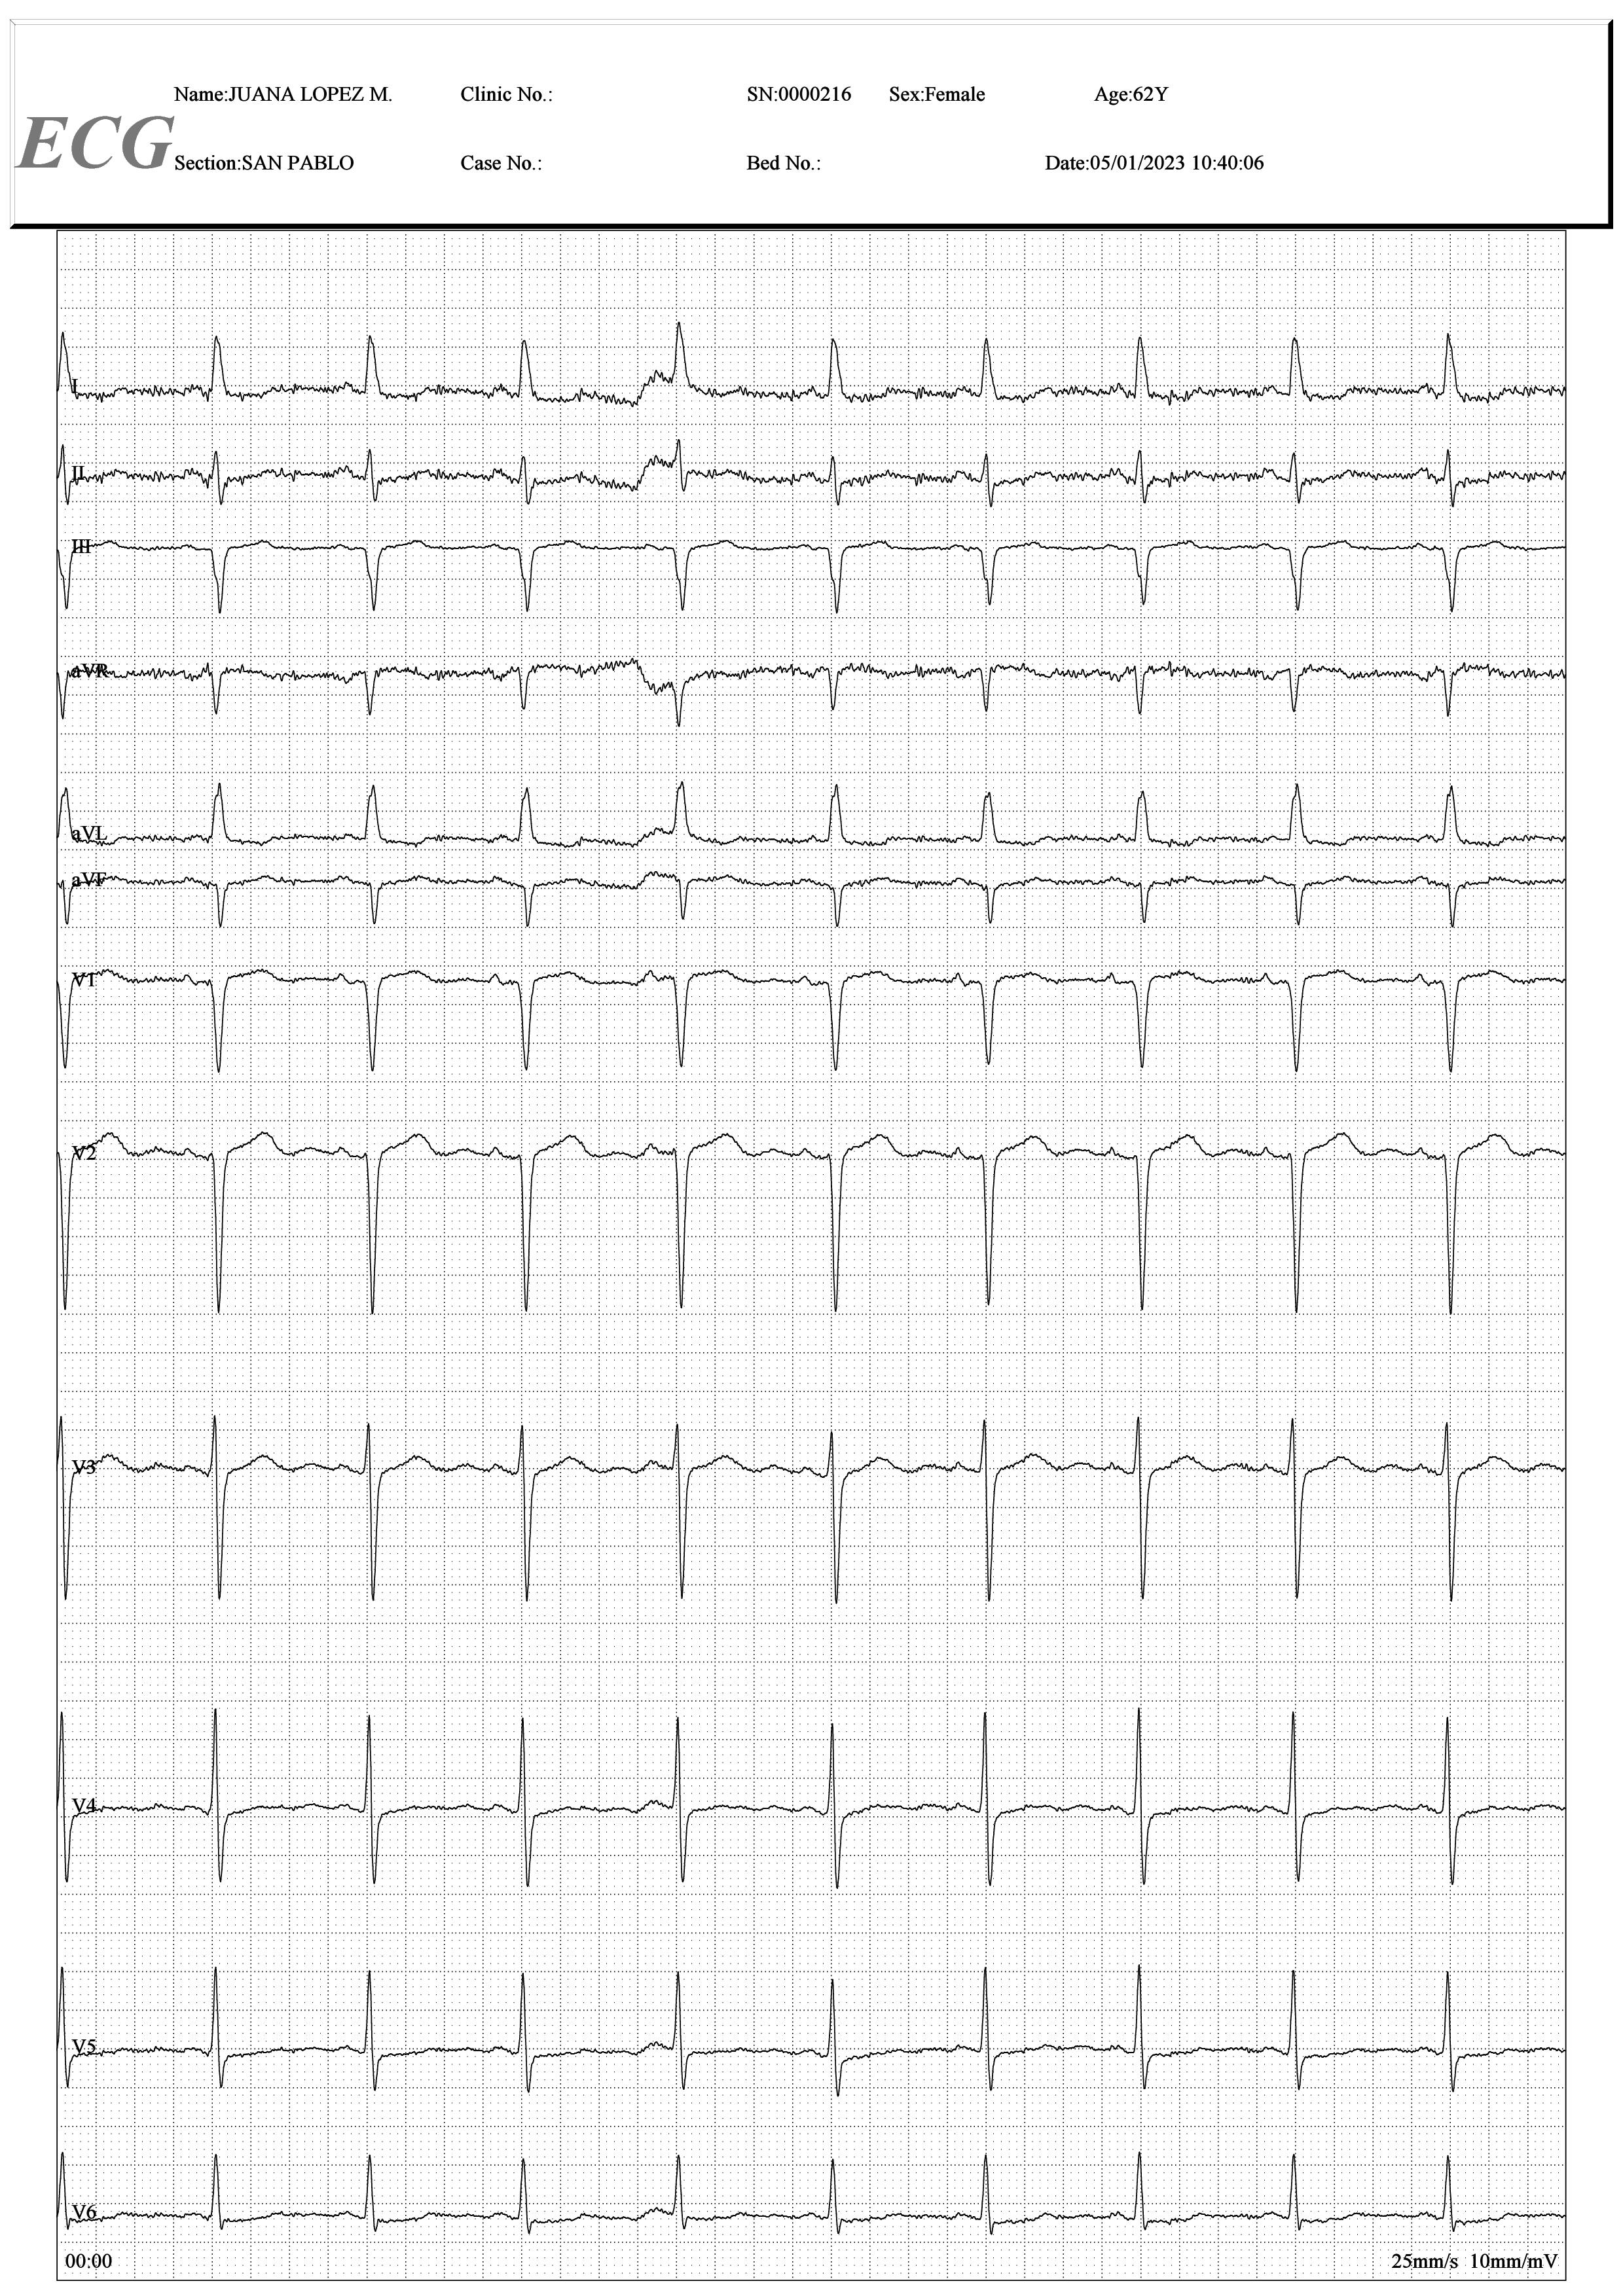 Name:JUANA LOPEZ M. Clinic No.: SN:0000216 Sex:Female Age:62Y
ECG
Section:SAN PABLO Case No.: Bed No.: Date:05/01/2023 10:40:06
I
II
III
aVR
aVL
aVF
V1
V2
V3
V4
V5
V6
00:00 25mm/s 10mm/mV